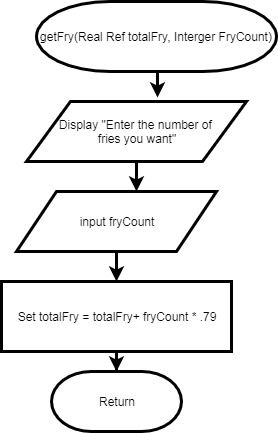 getFry(Real Ref totalFry, Interger FryCount)
Display "Enter the number of
fries you want"
input fryCount
Set totalFry = totalFry+ fryCount * .79
Return